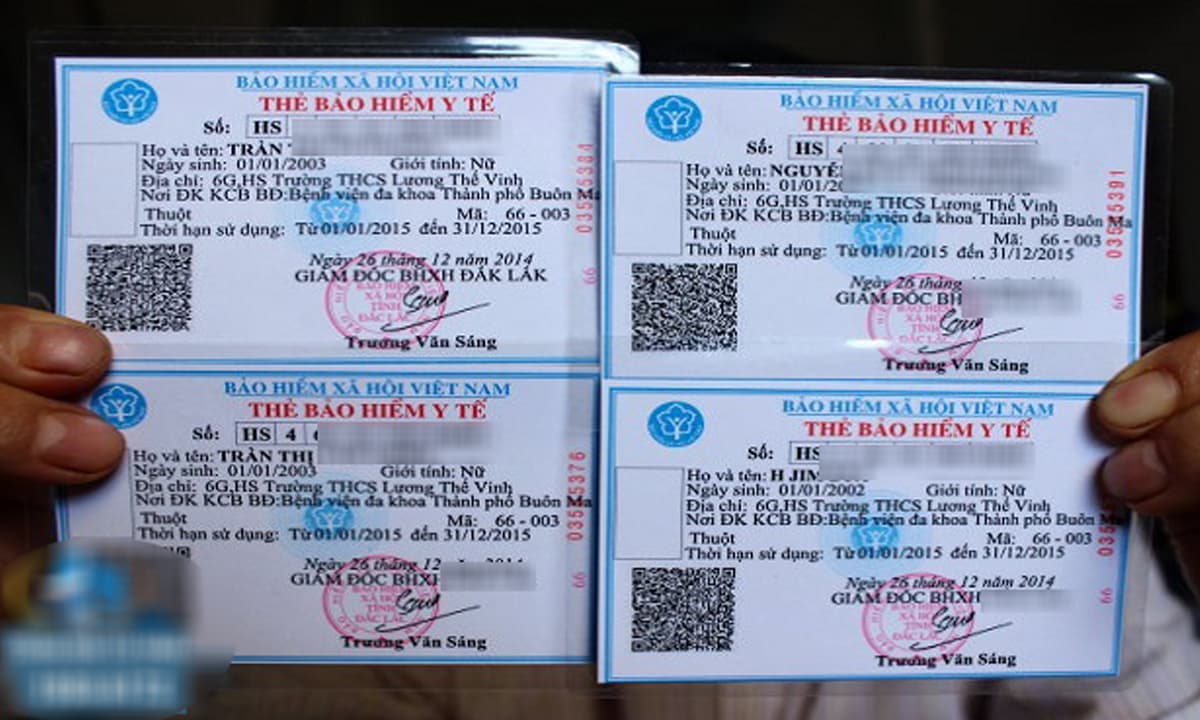 BẢO HIỂM XÃ HỘI VIỆT NAM
THẺ BẢO HIỂM Y TẾ
Số: HS
Họ và tên: TRẦN
Ngày sinh: 01/01/2003 Giới tính: Nữ
Địa chỉ: 6G,HS Trường THCS Lương Thế Vinh
Nơi ĐK KCB BĐ:Bệnh viện đa khoa Thành phố Buôn Ma
Thuột Mã: 66 - 003
Thời hạn sử dụng: Từ 01/01/2015 đến 31/12/2015
Ngày 26 tháng 12 năm 2014
GIÁM ĐỐC BHXH ĐẮK LẮK
BẢO HIỂM
XÃ HỘI
TỈNH
ĐẮC LẮC
Trương Văn Sáng
66
BẢO HIỂM XÃ HỘI VIỆT NAM
THẺ BẢO HIỂM Y TẾ
Số: HS
Họ và tên: NGUYỄ
Ngày sinh: 01/01/20
Địa chỉ: 6G,HS Trường THCS Lương Thế Vinh
Nơi ĐK KCB BĐ:Bệnh viện đa khoa Thành phố Buôn Ma
Thuột Mã: 66 - 003
Thời hạn sử dụng: Từ 01/01/2015 đến 31/12/2015
Ngày 26 tháng
GIÁM ĐỐC BH
Trương Văn Sáng
66
BẢO HIỂM XÃ HỘI VIỆT NAM
THẺ BẢO HIỂM Y TẾ
Số: HS 4
Họ và tên: TRẦN THỊ
Ngày sinh: 01/01/2003 Giới tính: Nữ
Địa chỉ: 6G,HS Trường THCS Lương Thế Vinh
Nơi ĐK KCB BĐ:Bệnh viện đa khoa Thành phố Buôn Ma
Thuột Mã: 66 - 003
Thời hạn sử dụng: Từ 01/01/2015 đến 31/12/2015
Ngày 26 tháng 12 năm 2014
GIÁM ĐỐC BHXH
Trương Văn Sáng
66
BẢO HIỂM XÃ HỘI VIỆT NAM
THẺ BẢO HIỂM Y TẾ
Số: HS
Họ và tên: H JIM
Ngày sinh: 01/01/2002 Giới tính: Nữ
Địa chỉ: 6G,HS Trường THCS Lương Thế Vinh
Nơi ĐK KCB BĐ:Bệnh viện đa khoa Thành phố Buôn Ma
Thuột Mã: 66 - 003
Thời hạn sử dụng: Từ 01/01/2015 đến 31/12/2015
Ngày 26 tháng 12 năm 2014
GIÁM ĐỐC BHXH
Trương Văn Sáng
66